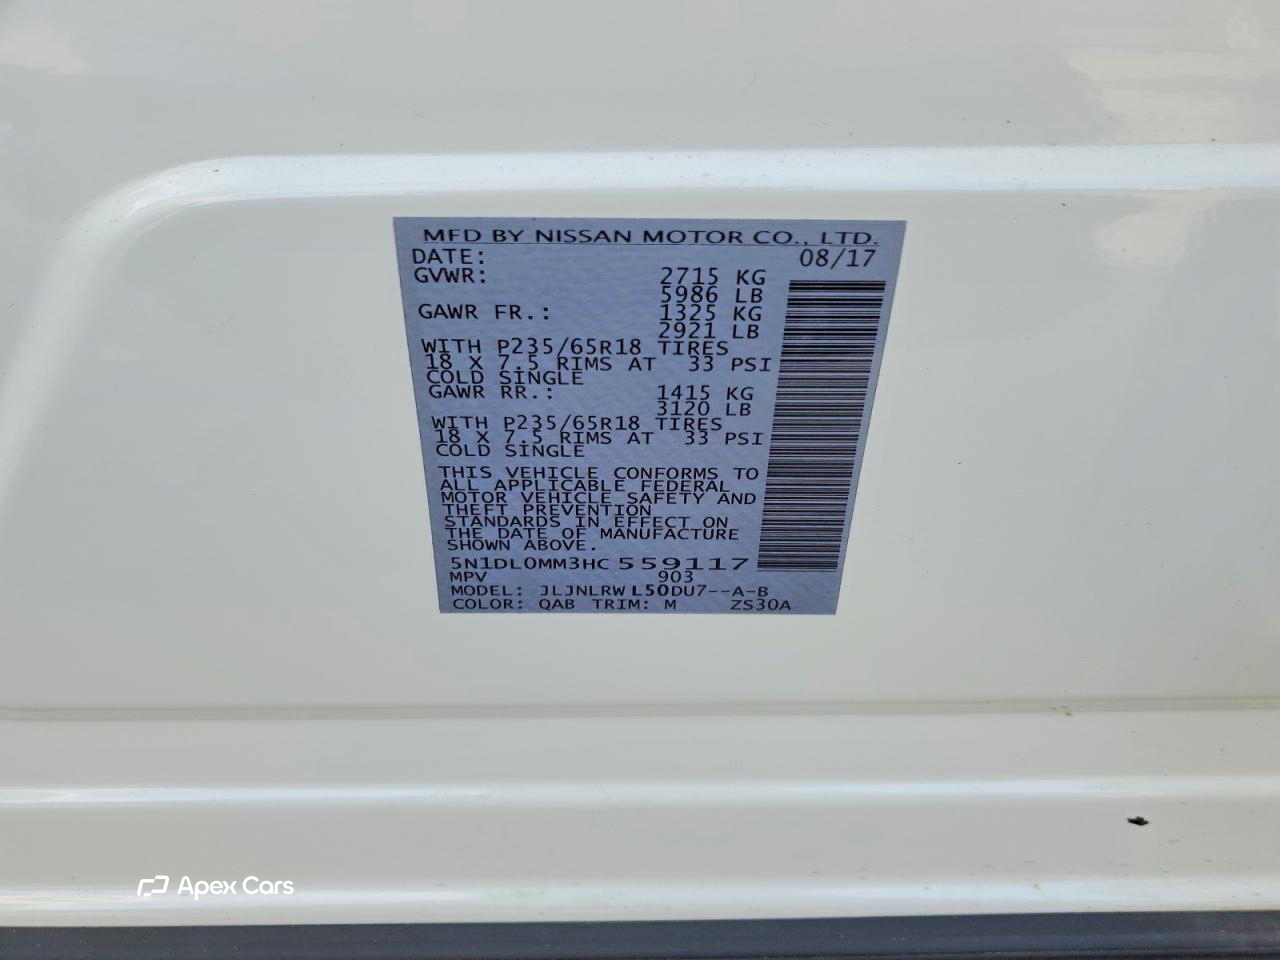 MFD BY NISSAN MOTOR CO., LTD.
DATE: 08/17
GVWR: 2715 KG
5986 LB
GAWR FR.: 1325 KG
2921 LB
WITH P235/65R18 TIRES
18 X 7.5 RIMS AT 33 PSI
COLD SINGLE
GAWR RR.: 1415 KG
3120 LB
WITH P235/65R18 TIRES
18 X 7.5 RIMS AT 33 PSI
COLD SINGLE
THIS VEHICLE CONFORMS TO
ALL APPLICABLE FEDERAL
MOTOR VEHICLE SAFETY AND
THEFT PREVENTION
STANDARDS IN EFFECT ON
THE DATE OF MANUFACTURE
SHOWN ABOVE.
5N1DL0MM3HC 559117
MPV 903
MODEL: JLJNLRW L50DU7--A-B
COLOR: QAB TRIM: M ZS30A
Apex Cars